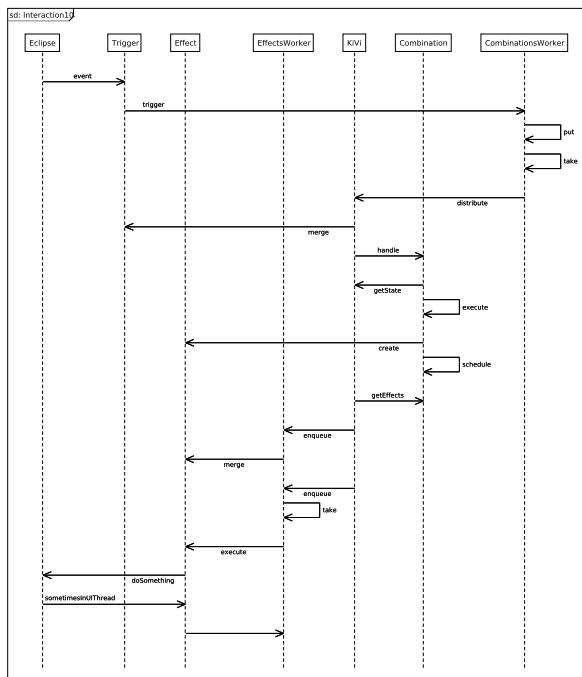 sd: Interaction10
Eclipse
Trigger
Effect
EffectsWorker
KiVi
Combination
CombinationsWorker
event
trigger
put
take
distribute
merge
handle
getState
execute
create
schedule
getEffects
enqueue
merge
enqueue
take
execute
doSomething
sometimesInUIThread